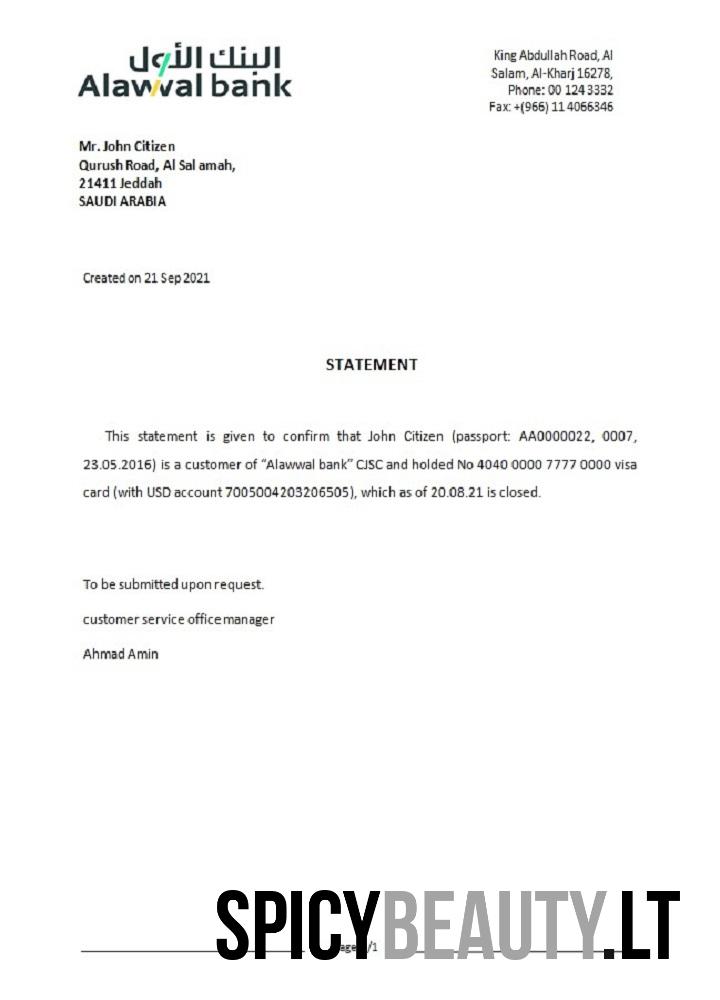 البنك الأول
Alawwal bank
King Abdullah Road, Al
Salam, Al-Kharj 16278,
Phone: 00 124 3332
Fax: +(966) 11 4066346
Mr. John Citizen
Qurush Road, Al Sal amah,
21411 Jeddah
SAUDI ARABIA
Created on 21 Sep 2021
STATEMENT
This statement is given to confirm that John Citizen (passport: AA0000022, 0007,
23.05.2016) is a customer of "Alawwal bank" CJSC and holded No 4040 0000 7777 0000 visa
card (with USD account 7005004203206505), which as of 20.08.21 is closed.
To be submitted upon request.
customer service office manager
Ahmad Amin
SPICYBEAUTY.LT